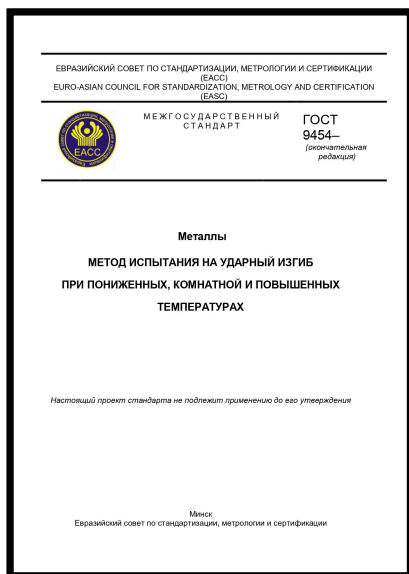 ЕВРАЗИЙСКИЙ СОВЕТ ПО СТАНДАРТИЗАЦИИ, МЕТРОЛОГИИ И СЕРТИФИКАЦИИ
(ЕАСС)
EURO-ASIAN COUNCIL FOR STANDARDIZATION, METROLOGY AND CERTIFICATION
(EASC)
EACC
МЕЖГОСУДАРСТВЕННЫЙ
СТАНДАРТ
ГОСТ
9454–
(окончательная
редакция)
Металлы
МЕТОД ИСПЫТАНИЯ НА УДАРНЫЙ ИЗГИБ
ПРИ ПОНИЖЕННЫХ, КОМНАТНОЙ И ПОВЫШЕННЫХ
ТЕМПЕРАТУРАХ
Настоящий проект стандарта не подлежит применению до его утверждения
Минск
Евразийский совет по стандартизации, метрологии и сертификации